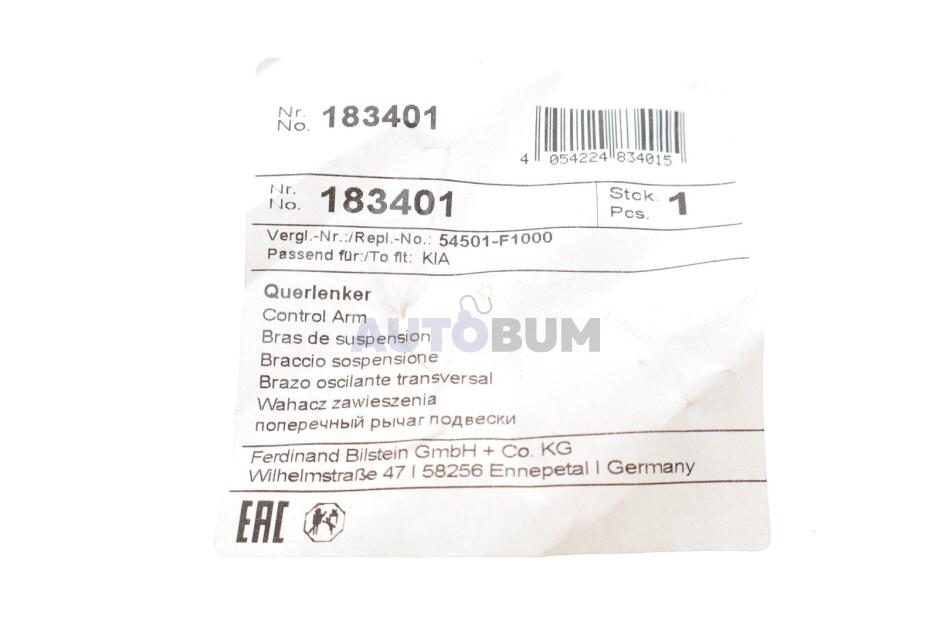 Nr.
No. 183401
4 054224 834015
Nr.
No. 183401
Stck.
Pcs. 1
Vergl.-Nr.:/Repl.-No.: 54501-F1000
Passend für:/To fit: KIA
Querlenker
Control Arm
Bras de suspension
Braccio sospensione
Brazo oscilante transversal
Wahacz zawieszenia
поперечный рычаг подвески
AUTOBUM
Ferdinand Bilstein GmbH + Co. KG
Wilhelmstraße 47 | 58256 Ennepetal | Germany
EAC